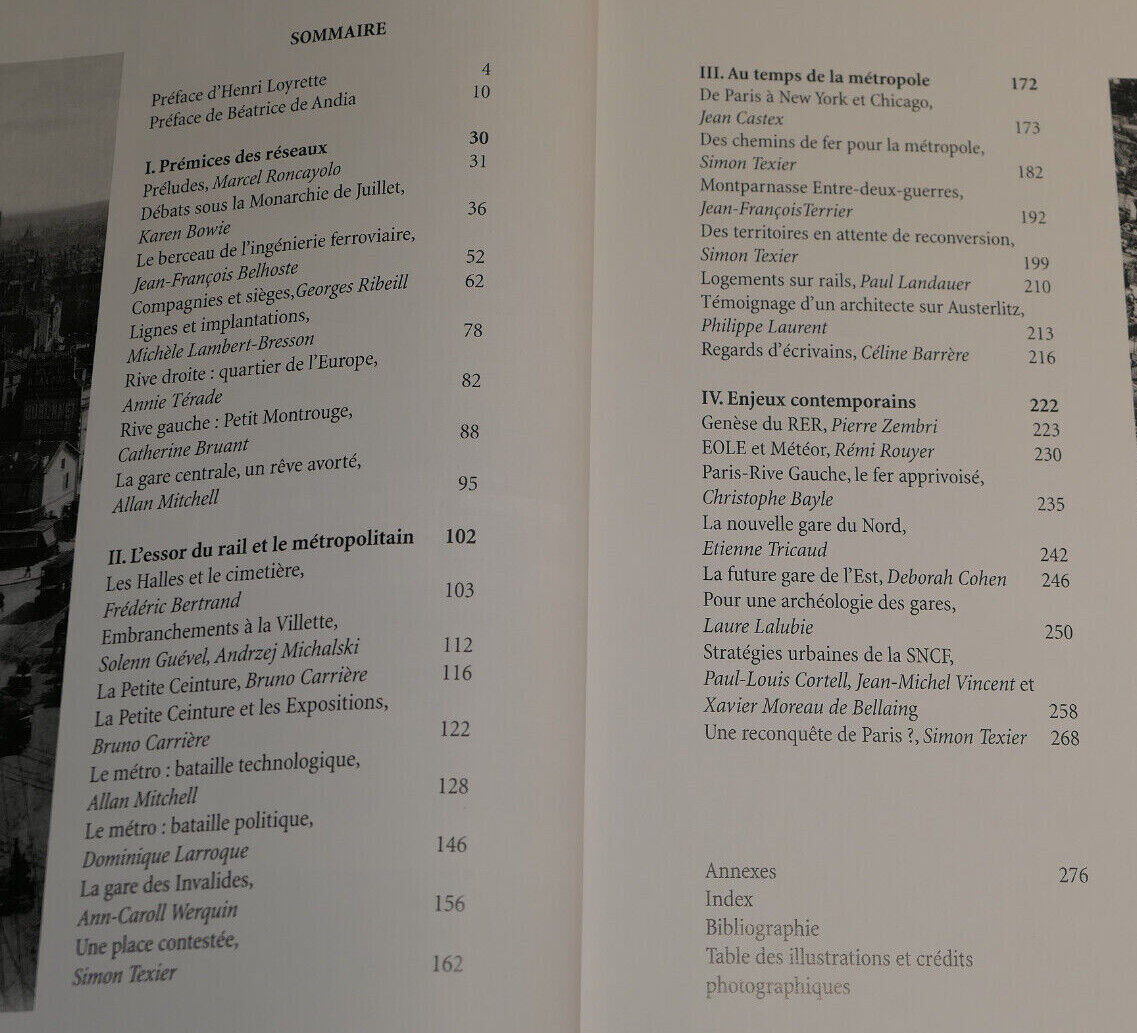 SOMMAIRE
Préface d'Henri Loyrette 4
Préface de Béatrice de Andia 10
I. Prémices des réseaux 30
Préludes, Marcel Roncayolo 31
Débats sous la Monarchie de Juillet,
Karen Bowie 36
Le berceau de l'ingénierie ferroviaire,
Jean-François Belhoste 52
Compagnies et sièges,Georges Ribeill 62
Lignes et implantations,
Michèle Lambert-Bresson 78
Rive droite : quartier de l'Europe,
Annie Térade 82
Rive gauche : Petit Montrouge,
Catherine Bruant 88
La gare centrale, un rêve avorté,
Allan Mitchell 95
II. L'essor du rail et le métropolitain 102
Les Halles et le cimetière,
Frédéric Bertrand 103
Embranchements à la Villette,
Solenn Guével, Andrzej Michalski 112
La Petite Ceinture, Bruno Carrière 116
La Petite Ceinture et les Expositions,
Bruno Carrière 122
Le métro : bataille technologique,
Allan Mitchell 128
Le métro : bataille politique,
Dominique Larroque 146
La gare des Invalides,
Ann-Caroll Werquin 156
Une place contestée,
Simon Texier 162
III. Au temps de la métropole 172
De Paris à New York et Chicago,
Jean Castex 173
Des chemins de fer pour la métropole,
Simon Texier 182
Montparnasse Entre-deux-guerres,
Jean-FrançoisTerrier 192
Des territoires en attente de reconversion,
Simon Texier 199
Logements sur rails, Paul Landauer 210
Témoignage d'un architecte sur Austerlitz,
Philippe Laurent 213
Regards d'écrivains, Céline Barrère 216
IV. Enjeux contemporains 222
Genèse du RER, Pierre Zembri 223
EOLE et Météor, Rémi Rouyer 230
Paris-Rive Gauche, le fer apprivoisé,
Christophe Bayle 235
La nouvelle gare du Nord,
Etienne Tricaud 242
La future gare de l'Est, Deborah Cohen 246
Pour une archéologie des gares,
Laure Lalubie 250
Stratégies urbaines de la SNCF,
Paul-Louis Cortell, Jean-Michel Vincent et
Xavier Moreau de Bellaing 258
Une reconquête de Paris ?, Simon Texier 268
Annexes 276
Index
Bibliographie
Table des illustrations et crédits
photographiques